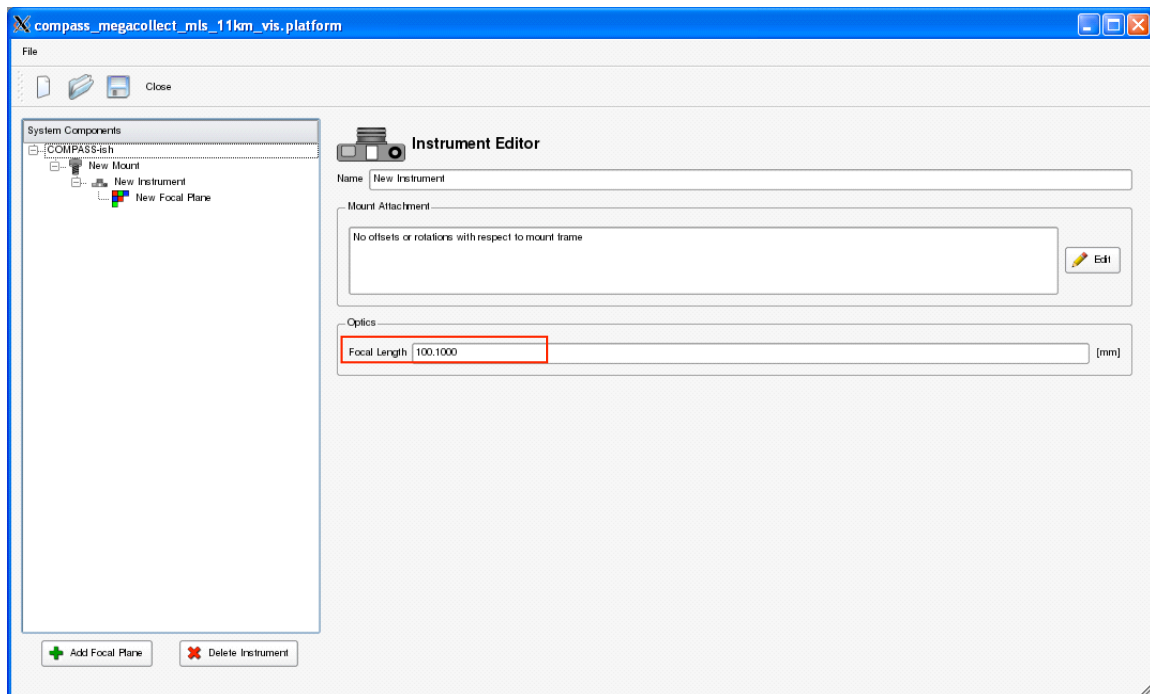 compass_megacollect_mls_11km_vis.platform
File
Close
System Components
COMPASS-ish
New Mount
New Instrument
New Focal Plane
Instrument Editor
Name New Instrument
Mount Attachment
No offsets or rotations with respect to mount frame
Edit
Optics
Focal Length 100.1000 [mm]
Add Focal Plane Delete Instrument